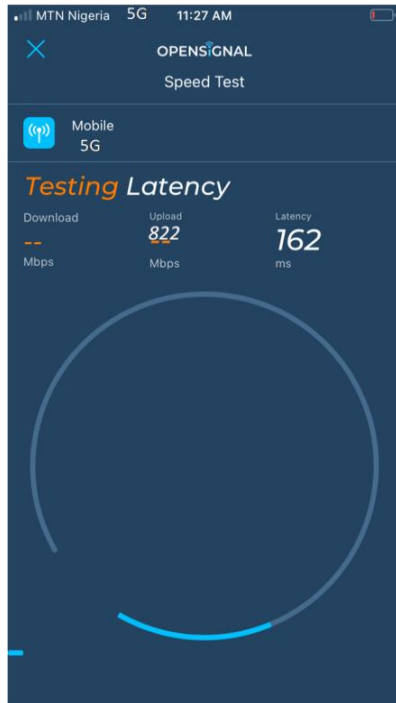 MTN Nigeria 5G 11:27 AM
OPENSIGNAL
Speed Test
Mobile
5G
Testing Latency
Download Upload Latency
-- 822 162
Mbps Mbps ms